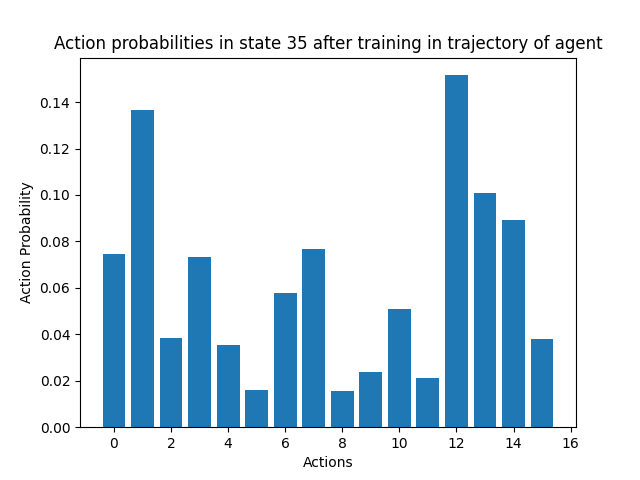 Action probabilities in state 35 after training in trajectory of agent
Action Probability
0.14
0.12
0.10
0.08
0.06
0.04
0.02
0.00
0 2 4 6 8 10 12 14 16
Actions